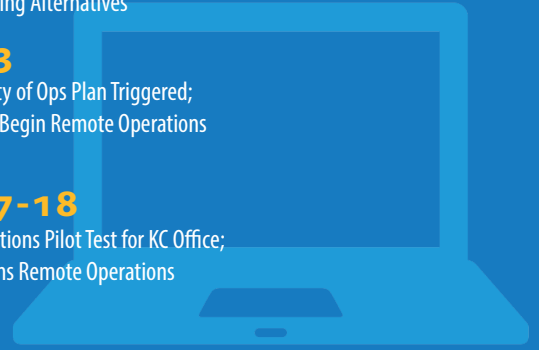 ing Alternatives
3
y of Ops Plan Triggered;
Begin Remote Operations
7-18
tions Pilot Test for KC Office;
ns Remote Operations